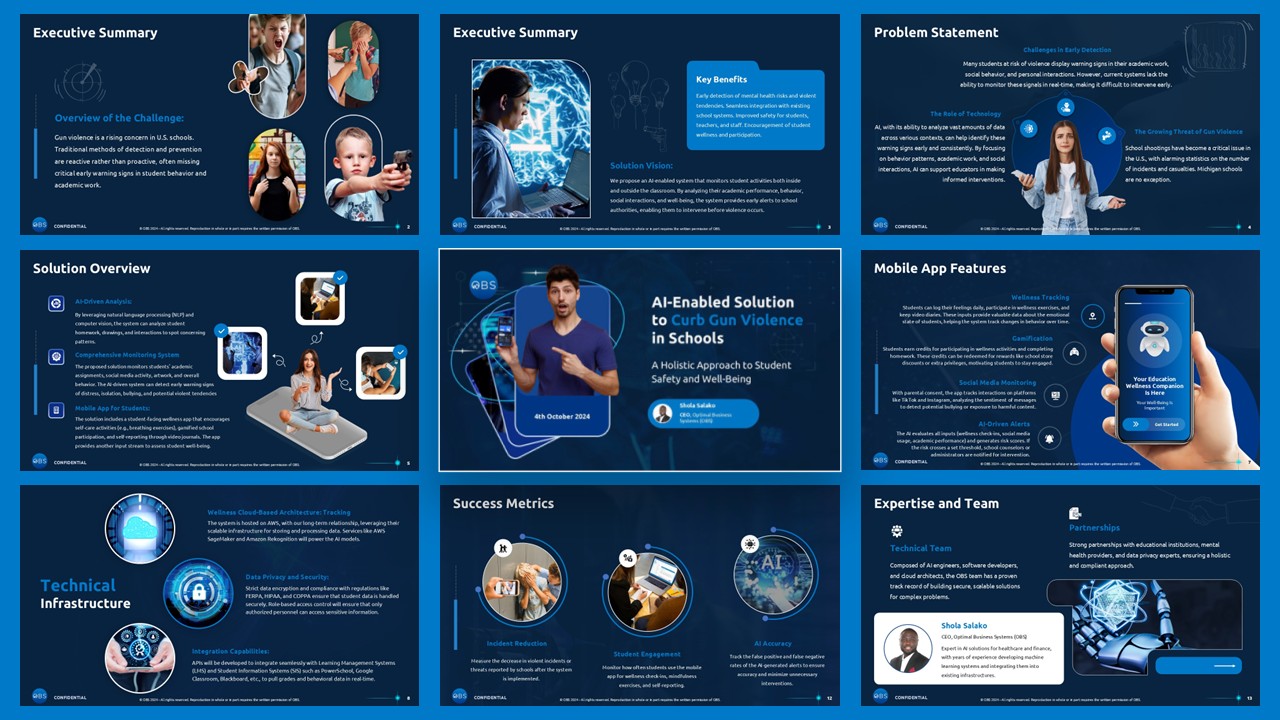 Executive Summary
Overview of the Challenge:
Gun violence is a rising concern in U.S. schools.
Traditional methods of detection and prevention
are reactive rather than proactive, often missing
critical early warning signs in student behavior and
academic work.
OBS
CONFIDENTIAL
© OBS 2024 - All rights reserved. Reproduction in whole or in part requires the written permission of OBS.
2
Executive Summary
Key Benefits
Early detection of mental health risks and violent
tendencies. Seamless integration with existing
school systems. Improved safety for students,
teachers, and staff. Encouragement of student
wellness and participation.
Solution Vision:
We propose an AI-enabled system that monitors student activities both inside
and outside the classroom. By analyzing their academic performance, behavior,
social interactions, and well-being, the system provides early alerts to school
authorities, enabling them to intervene before violence occurs.
OBS
CONFIDENTIAL
© OBS 2024 - All rights reserved. Reproduction in whole or in part requires the written permission of OBS.
3
Problem Statement
Challenges in Early Detection
Many students at risk of violence display warning signs in their academic work,
social behavior, and personal interactions. However, current systems lack the
ability to monitor these signals in real-time, making it difficult to intervene early.
The Role of Technology
AI, with its ability to analyze vast amounts of data
across various contexts, can help identify these
warning signs early and consistently. By focusing
on behavior patterns, academic work, and social
interactions, AI can support educators in making
informed interventions.
The Growing Threat of Gun Violence
School shootings have become a critical issue in
the U.S., with alarming statistics on the number
of incidents and casualties. Michigan schools
are no exception.
OBS
CONFIDENTIAL
© OBS 2024 - All rights reserved. Reproduction in whole or in part requires the written permission of OBS.
4
Solution Overview
AI-Driven Analysis:
By leveraging natural language processing (NLP) and
computer vision, the system can analyze student
homework, drawings, and interactions to spot concerning
patterns.
Comprehensive Monitoring System
The proposed solution monitors students' academic
assignments, social media activity, artwork, and overall
behavior. The AI-driven system can detect early warning signs
of distress, isolation, bullying, and potential violent tendencies
Mobile App for Students:
The solution includes a student-facing wellness app that encourages
self-care activities (e.g., breathing exercises), gamified school
participation, and self-reporting through video journals. The app
provides another input stream to assess student well-being.
OBS
CONFIDENTIAL
© OBS 2024 - All rights reserved. Reproduction in whole or in part requires the written permission of OBS.
5
OBS
AI-Enabled Solution
to Curb Gun Violence
in Schools
A Holistic Approach to Student
Safety and Well-Being
4th October 2024
Shola Salako
CEO, Optimal Business
Systems (OBS)
Mobile App Features
Wellness Tracking
Students can log their feelings daily, participate in wellness exercises, and
keep video diaries. These inputs provide valuable data about the emotional
state of students, helping the system track changes in behavior over time.
Gamification
Students earn credits for participating in wellness activities and completing
homework. These credits can be redeemed for rewards like school store
discounts or extra privileges, motivating students to stay engaged.
Social Media Monitoring
With parental consent, the app tracks interactions on platforms
like TikTok and Instagram, analyzing the sentiment of messages
to detect potential bullying or exposure to harmful content.
AI-Driven Alerts
The AI evaluates all inputs (wellness check-ins, social media
usage, academic performance) and generates risk scores. If
the risk crosses a set threshold, school counselors or
administrators are notified for intervention.
Your Education
Wellness Companion
Is Here
Your Well-Being Is
Important
Get Started
OBS
CONFIDENTIAL
© OBS 2024 - All rights reserved. Reproduction in whole or in part requires the written permission of OBS.
7
Technical
Infrastructure
Wellness Cloud-Based Architecture: Tracking
The system is hosted on AWS, with our long-term relationship, leveraging their
scalable infrastructure for storing and processing data. Services like AWS
SageMaker and Amazon Rekognition will power the AI models.
Data Privacy and Security:
Strict data encryption and compliance with regulations like
FERPA, HIPAA, and COPPA ensure that student data is handled
securely. Role-based access control will ensure that only
authorized personnel can access sensitive information.
Integration Capabilities:
APIs will be developed to integrate seamlessly with Learning Management Systems
(LMS) and Student Information Systems (SIS) such as PowerSchool, Google
Classroom, Blackboard, etc., to pull grades and behavioral data in real-time.
OBS
CONFIDENTIAL
© OBS 2024 - All rights reserved. Reproduction in whole or in part requires the written permission of OBS.
8
Success Metrics
AI
Incident Reduction
Measure the decrease in violent incidents or
threats reported by schools after the system
is implemented.
Student Engagement
Monitor how often students use the mobile
app for wellness check-ins, mindfulness
exercises, and self-reporting.
AI Accuracy
Track the false positive and false negative
rates of the AI-generated alerts to ensure
accuracy and minimize unnecessary
interventions.
OBS
CONFIDENTIAL
© OBS 2024 - All rights reserved. Reproduction in whole or in part requires the written permission of OBS.
12
Expertise and Team
Technical Team
Composed of AI engineers, software developers,
and cloud architects, the OBS team has a proven
track record of building secure, scalable solutions
for complex problems.
Partnerships
Strong partnerships with educational institutions, mental
health providers, and data privacy experts, ensuring a holistic
and compliant approach.
Shola Salako
CEO, Optimal Business Systems (OBS)
Expert in AI solutions for healthcare and finance,
with years of experience developing machine
learning systems and integrating them into
existing infrastructures.
OBS
CONFIDENTIAL
© OBS 2024 - All rights reserved. Reproduction in whole or in part requires the written permission of OBS.
13